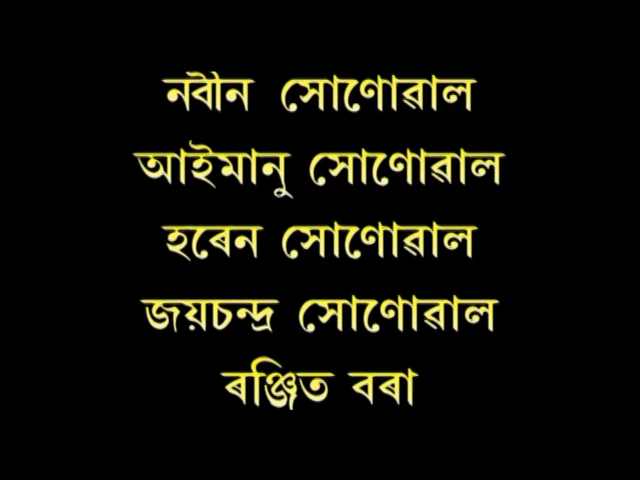 নবীন সোণোৱাল
আইমানু সোণোৱাল
হৰেন সোণোৱাল
জয়চন্দ্ৰ সোণোৱাল
ৰঞ্জিত বৰা